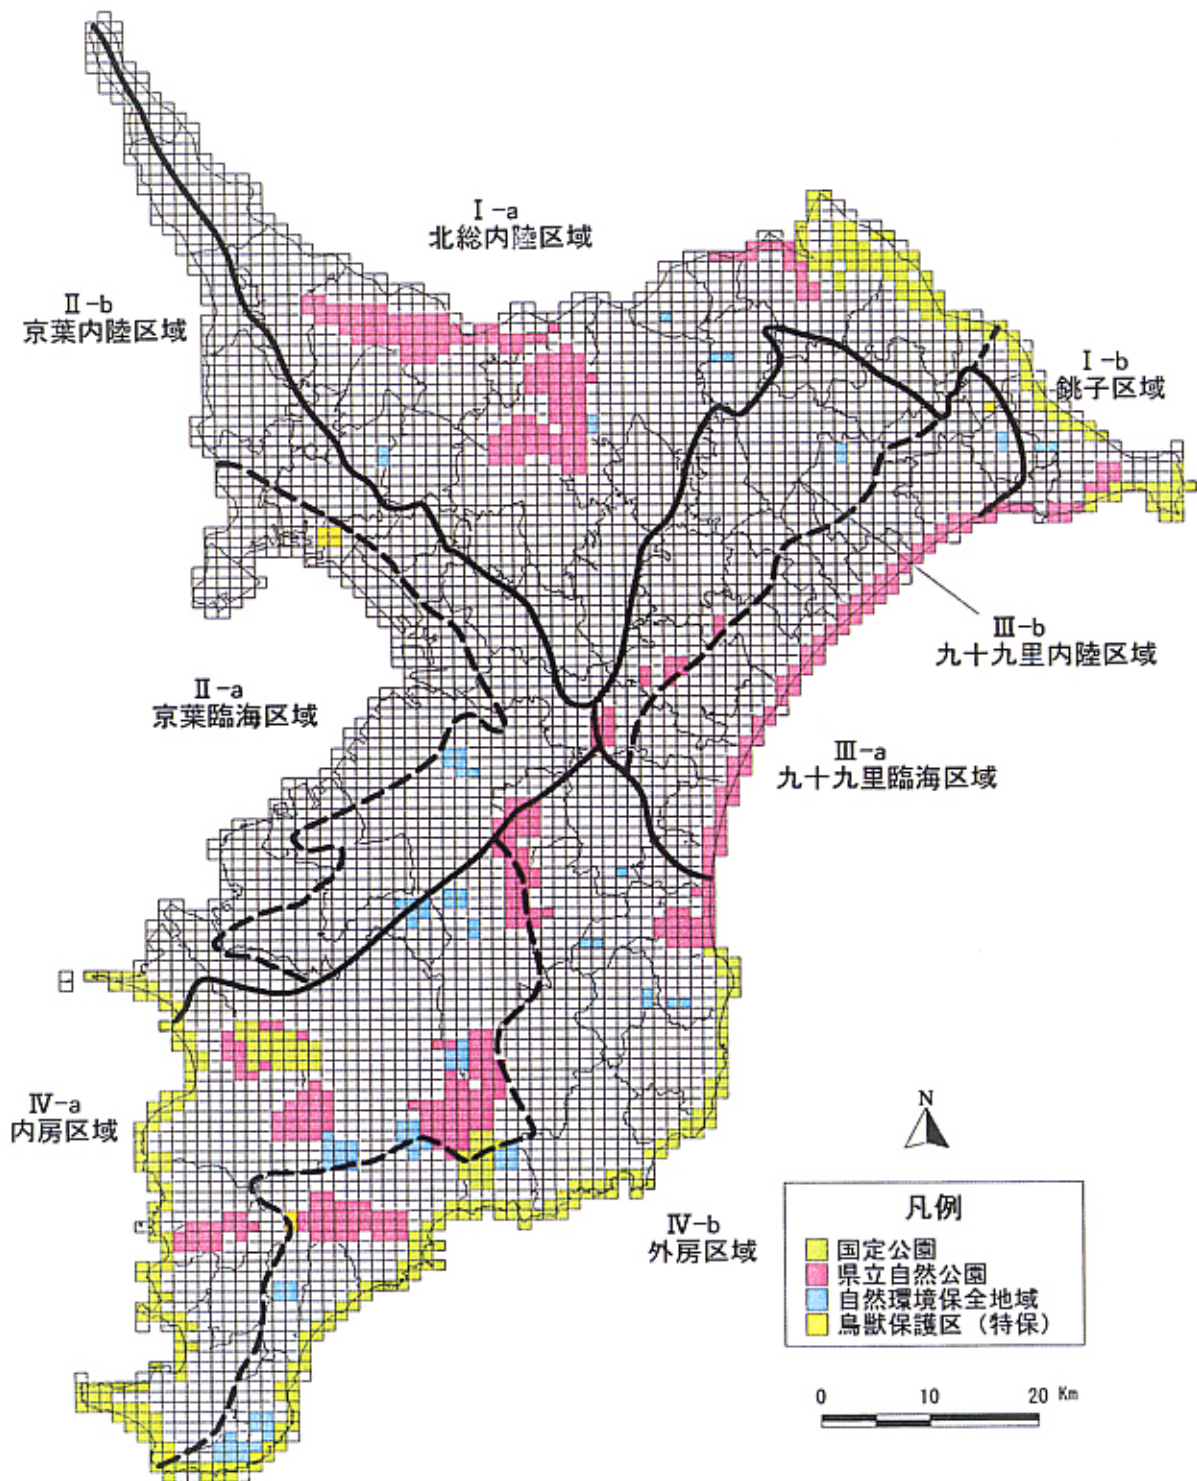 Ⅰ-a
北総内陸区域
Ⅱ-b
京葉内陸区域
Ⅰ-b
銚子区域
Ⅲ-b
九十九里内陸区域
Ⅱ-a
京葉臨海区域
Ⅲ-a
九十九里臨海区域
Ⅳ-a
内房区域
N
Ⅳ-b
外房区域
凡例
国定公園
県立自然公園
自然環境保全地域
鳥獣保護区（特保）
0 10 20 Km